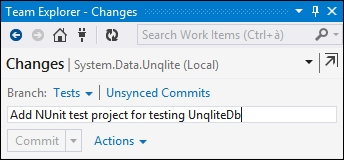 Team Explorer - Changes
Search Work Items (Ctrl+à)
Changes | System.Data.Unqlite (Local)
Branch: Tests | Unsynced Commits
Add NUnit test project for testing UnqliteDb
Commit Actions